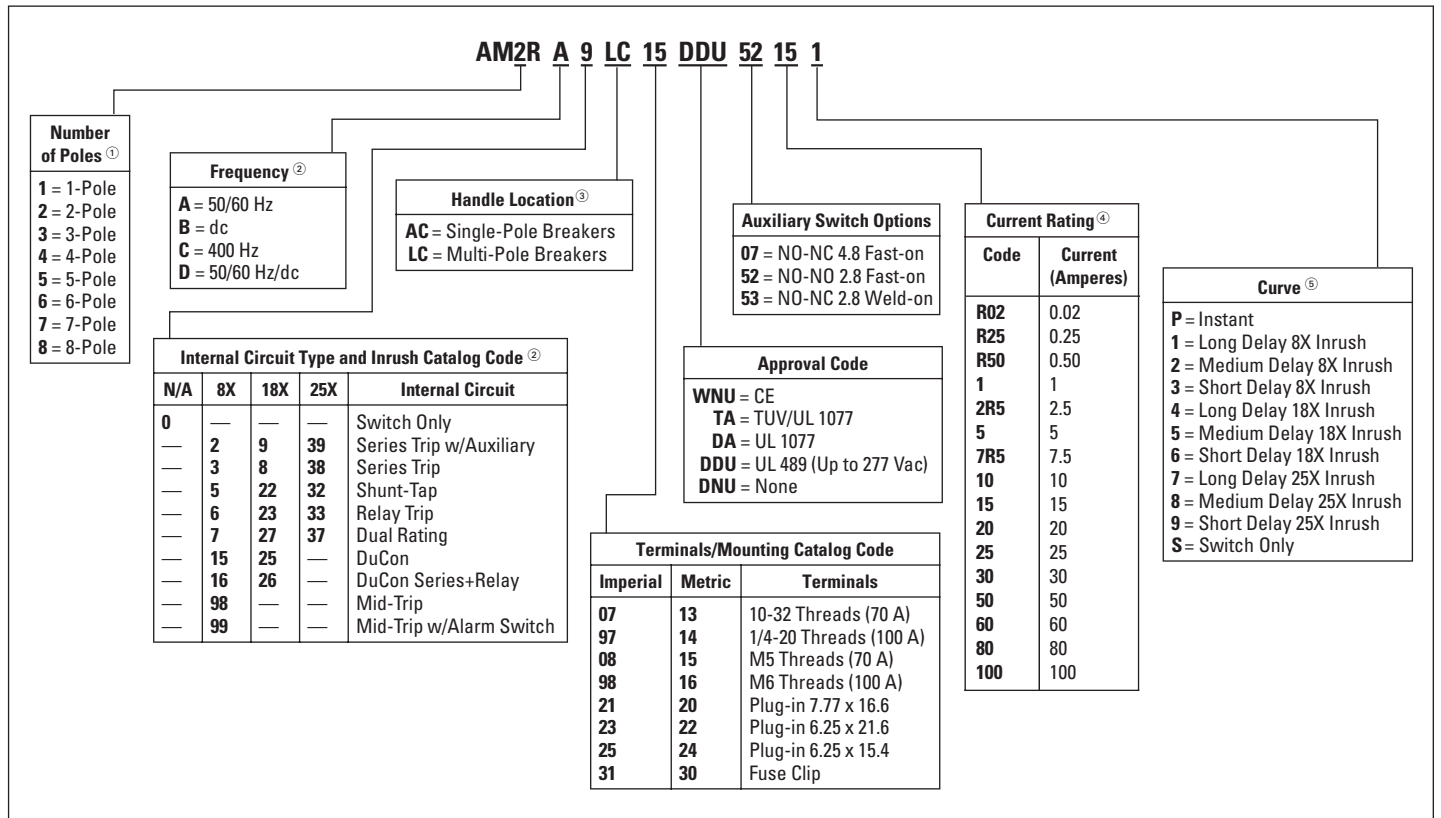 AM2R A 9 LC 15 DDU 52 15 1
Number
of Poles ①
1 = 1-Pole
2 = 2-Pole
3 = 3-Pole
4 = 4-Pole
5 = 5-Pole
6 = 6-Pole
7 = 7-Pole
8 = 8-Pole
Frequency ②
A = 50/60 Hz
B = dc
C = 400 Hz
D = 50/60 Hz/dc
Handle Location ③
AC = Single-Pole Breakers
LC = Multi-Pole Breakers
Internal Circuit Type and Inrush Catalog Code ②
N/A 8X 18X 25X Internal Circuit
0 — — — Switch Only
— 2 9 39 Series Trip w/Auxiliary
— 3 8 38 Series Trip
— 5 22 32 Shunt-Tap
— 6 23 33 Relay Trip
— 7 27 37 Dual Rating
— 15 25 — DuCon
— 16 26 — DuCon Series+Relay
— 98 — — Mid-Trip
— 99 — — Mid-Trip w/Alarm Switch
Auxiliary Switch Options
07 = NO-NC 4.8 Fast-on
52 = NO-NO 2.8 Fast-on
53 = NO-NC 2.8 Weld-on
Approval Code
WNU = CE
TA = TUV/UL 1077
DA = UL 1077
DDU = UL 489 (Up to 277 Vac)
DNU = None
Terminals/Mounting Catalog Code
Imperial Metric Terminals
07 13 10-32 Threads (70 A)
97 14 1/4-20 Threads (100 A)
08 15 M5 Threads (70 A)
98 16 M6 Threads (100 A)
21 20 Plug-in 7.77 x 16.6
23 22 Plug-in 6.25 x 21.6
25 24 Plug-in 6.25 x 15.4
31 30 Fuse Clip
Current Rating ④
Code Current
(Amperes)
R02 0.02
R25 0.25
R50 0.50
1 1
2R5 2.5
5 5
7R5 7.5
10 10
15 15
20 20
25 25
30 30
50 50
60 60
80 80
100 100
Curve ⑤
P = Instant
1 = Long Delay 8X Inrush
2 = Medium Delay 8X Inrush
3 = Short Delay 8X Inrush
4 = Long Delay 18X Inrush
5 = Medium Delay 18X Inrush
6 = Short Delay 18X Inrush
7 = Long Delay 25X Inrush
8 = Medium Delay 25X Inrush
9 = Short Delay 25X Inrush
S = Switch Only